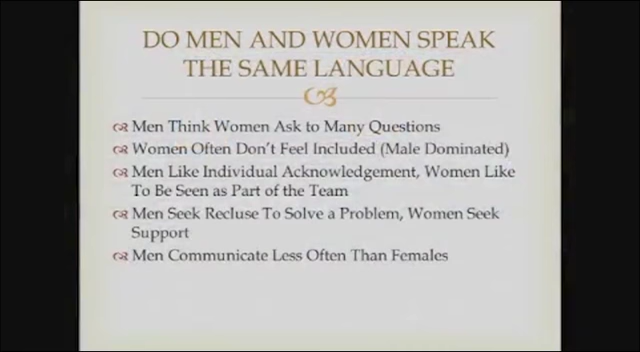 DO MEN AND WOMEN SPEAK
THE SAME LANGUAGE
Men Think Women Ask to Many Questions
Women Often Don't Feel Included (Male Dominated)
Men Like Individual Acknowledgement, Women Like
To Be Seen as Part of the Team
Men Seek Recluse To Solve a Problem, Women Seek
Support
Men Communicate Less Often Than Females